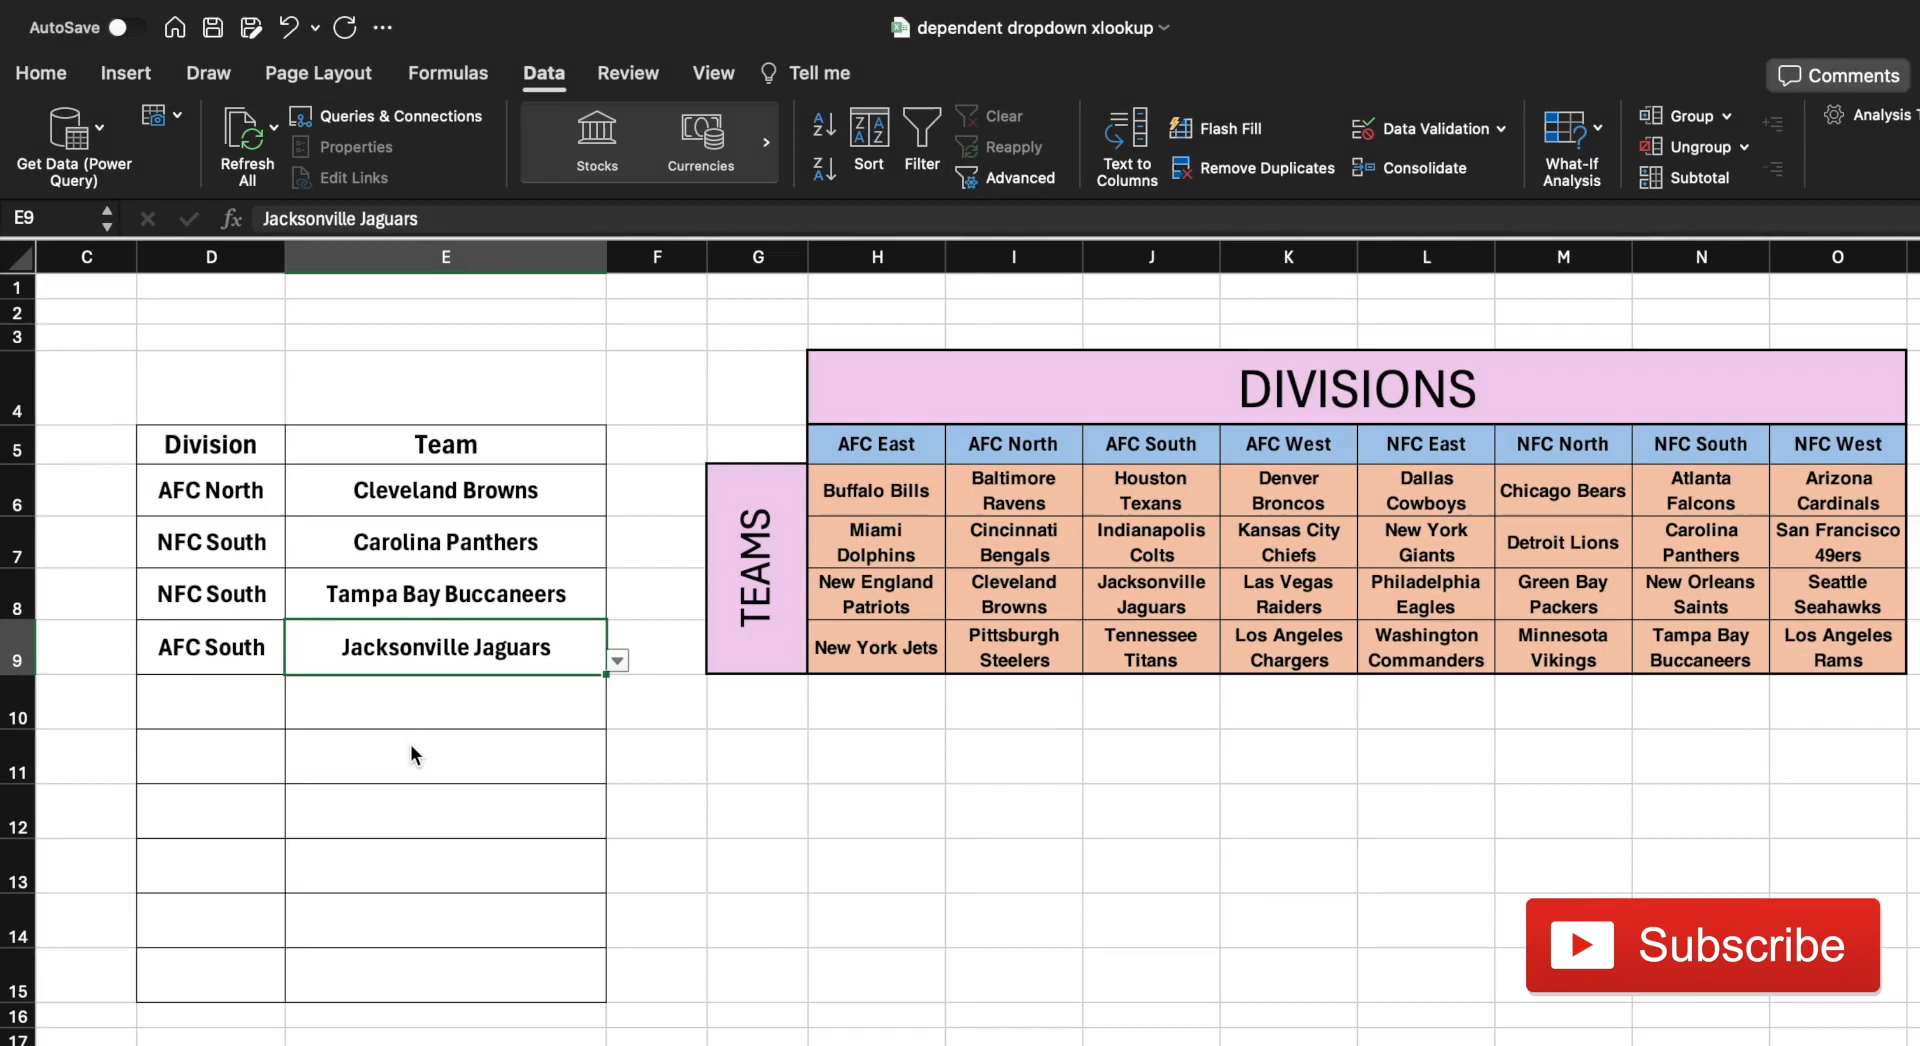 AutoSave
dependent dropdown xlookup
Home Insert Draw Page Layout Formulas Data Review View Tell me
Comments
Get Data (Power
Query)
Refresh
All
Queries & Connections
Properties
Edit Links
Stocks
Currencies
Sort
Filter
Clear
Reapply
Advanced
Text to
Columns
Flash Fill
Remove Duplicates
Data Validation
Consolidate
What-If
Analysis
Group
Ungroup
Subtotal
Analysis
E9 fx Jacksonville Jaguars
C D E F G H I J K L M N O
1
2
3
4 DIVISIONS
5 Division Team AFC East AFC North AFC South AFC West NFC East NFC North NFC South NFC West
6 AFC North Cleveland Browns
Buffalo Bills
Baltimore
Ravens
Houston
Texans
Denver
Broncos
Dallas
Cowboys
Chicago Bears
Atlanta
Falcons
Arizona
Cardinals
TEAMS
7 NFC South Carolina Panthers
Miami
Dolphins
Cincinnati
Bengals
Indianapolis
Colts
Kansas City
Chiefs
New York
Giants
Detroit Lions
Carolina
Panthers
San Francisco
49ers
8 NFC South Tampa Bay Buccaneers
New England
Patriots
Cleveland
Browns
Jacksonville
Jaguars
Las Vegas
Raiders
Philadelphia
Eagles
Green Bay
Packers
New Orleans
Saints
Seattle
Seahawks
9 AFC South Jacksonville Jaguars
New York Jets
Pittsburgh
Steelers
Tennessee
Titans
Los Angeles
Chargers
Washington
Commanders
Minnesota
Vikings
Tampa Bay
Buccaneers
Los Angeles
Rams
10
11
12
13
14
15
16
17
Subscribe